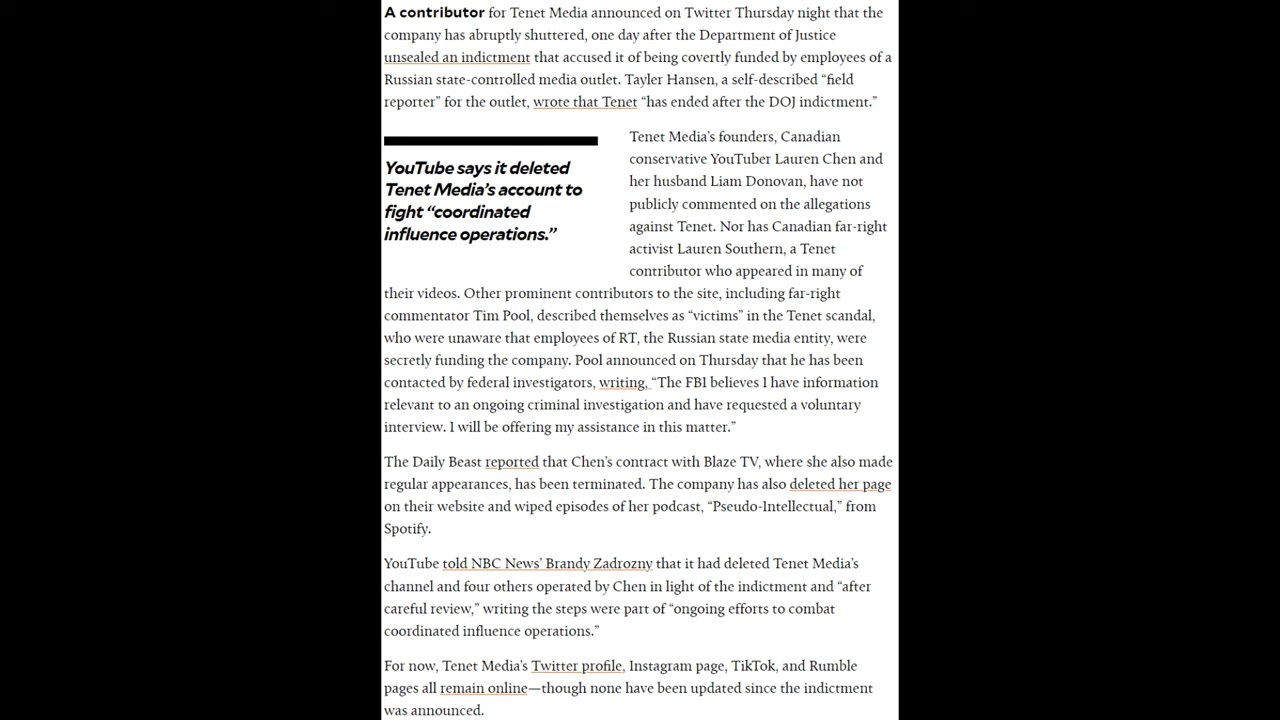 A contributor for Tenet Media announced on Twitter Thursday night that the
company has abruptly shuttered, one day after the Department of Justice
unsealed an indictment that accused it of being covertly funded by employees of a
Russian state-controlled media outlet. Tayler Hansen, a self-described “field
reporter” for the outlet, wrote that Tenet “has ended after the DOJ indictment.”
YouTube says it deleted
Tenet Media’s account to
fight “coordinated
influence operations.”
Tenet Media’s founders, Canadian
conservative YouTuber Lauren Chen and
her husband Liam Donovan, have not
publicly commented on the allegations
against Tenet. Nor has Canadian far-right
activist Lauren Southern, a Tenet
contributor who appeared in many of
their videos. Other prominent contributors to the site, including far-right
commentator Tim Pool, described themselves as “victims” in the Tenet scandal,
who were unaware that employees of RT, the Russian state media entity, were
secretly funding the company. Pool announced on Thursday that he has been
contacted by federal investigators, writing, “The FBI believes I have information
relevant to an ongoing criminal investigation and have requested a voluntary
interview. I will be offering my assistance in this matter.”
The Daily Beast reported that Chen’s contract with Blaze TV, where she also made
regular appearances, has been terminated. The company has also deleted her page
on their website and wiped episodes of her podcast, “Pseudo-Intellectual,” from
Spotify.
YouTube told NBC News’ Brandy Zadrozny that it had deleted Tenet Media’s
channel and four others operated by Chen in light of the indictment and “after
careful review,” writing the steps were part of “ongoing efforts to combat
coordinated influence operations.”
For now, Tenet Media’s Twitter profile, Instagram page, TikTok, and Rumble
pages all remain online—though none have been updated since the indictment
was announced.